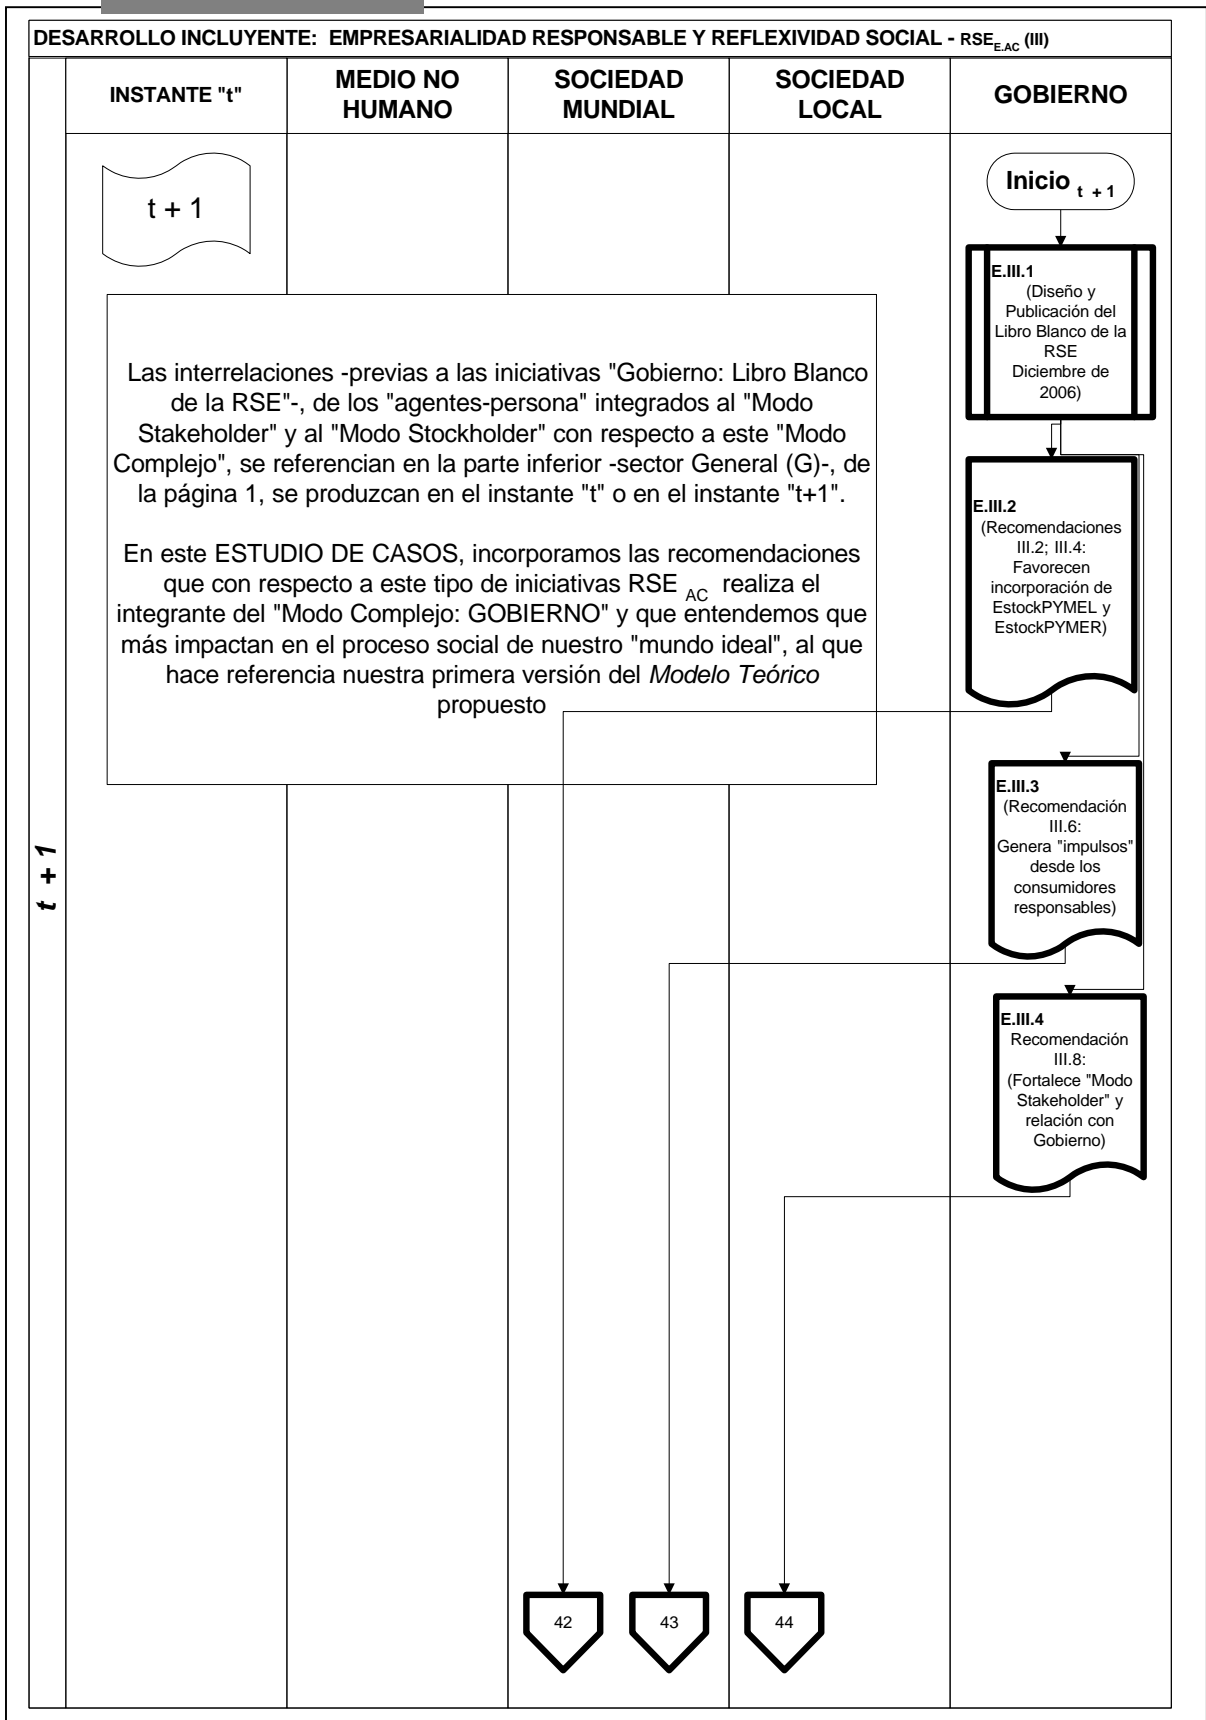 DESARROLLO INCLUYENTE: EMPRESARIALIDAD RESPONSABLE Y REFLEXIVIDAD SOCIAL - RSE E.AC (III)
INSTANTE "t"
MEDIO NO
HUMANO
SOCIEDAD
MUNDIAL
SOCIEDAD
LOCAL
GOBIERNO
t + 1
t + 1
Inicio t + 1
E.III.1
(Diseño y
Publicación del
Libro Blanco de la
RSE
Diciembre de
2006)
Las interrelaciones -previas a las iniciativas "Gobierno: Libro Blanco
de la RSE"-, de los "agentes-persona" integrados al "Modo
Stakeholder" y al "Modo Stockholder" con respecto a este "Modo
Complejo", se referencian en la parte inferior -sector General (G)-, de
la página 1, se produzcan en el instante "t" o en el instante "t+1".
En este ESTUDIO DE CASOS, incorporamos las recomendaciones
que con respecto a este tipo de iniciativas RSE AC realiza el
integrante del "Modo Complejo: GOBIERNO" y que entendemos que
más impactan en el proceso social de nuestro "mundo ideal", al que
hace referencia nuestra primera versión del Modelo Teórico
propuesto
E.III.2
(Recomendaciones
III.2; III.4:
Favorecen
incorporación de
EstockPYMEL y
EstockPYMER)
E.III.3
(Recomendación
III.6:
Genera "impulsos"
desde los
consumidores
responsables)
E.III.4
Recomendación
III.8:
(Fortalece "Modo
Stakeholder" y
relación con
Gobierno)
42
43
44